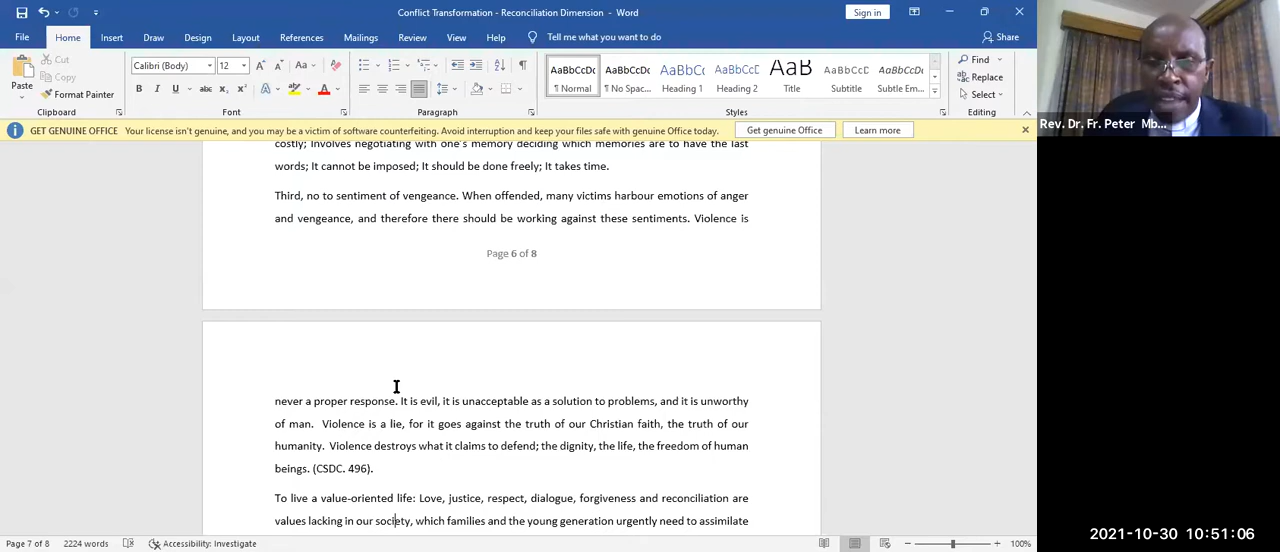 Conflict Transformation - Reconciliation Dimension - Word
Sign in
File Home Insert Draw Design Layout References Mailings Review View Help Tell me what you want to do Share
Paste
Cut
Copy
Format Painter
Clipboard
Calibri (Body) 12
Font
Paragraph
AaBbCcDc AaBbCcDc AaBbCcD AaBbCcD AaB AaBbCcD AaBbCcDc
¶ Normal ¶ No Spac... Heading 1 Heading 2 Title Subtitle Subtle Em...
Styles
Find
Replace
Select
Editing
GET GENUINE OFFICE Your license isn't genuine, and you may be a victim of software counterfeiting. Avoid interruption and keep your files safe with genuine Office today. Get genuine Office Learn more
Rev. Dr. Fr. Peter Mb...
costly; Involves negotiating with one's memory deciding which memories are to have the last
words; It cannot be imposed; It should be done freely; It takes time.
Third, no to sentiment of vengeance. When offended, many victims harbour emotions of anger
and vengeance, and therefore there should be working against these sentiments. Violence is
Page 6 of 8
never a proper response. It is evil, it is unacceptable as a solution to problems, and it is unworthy
of man. Violence is a lie, for it goes against the truth of our Christian faith, the truth of our
humanity. Violence destroys what it claims to defend; the dignity, the life, the freedom of human
beings. (CSDC. 496).
To live a value-oriented life: Love, justice, respect, dialogue, forgiveness and reconciliation are
values lacking in our society, which families and the young generation urgently need to assimilate
Page 7 of 8 2224 words Accessibility: Investigate 100%
2021-10-30 10:51:06